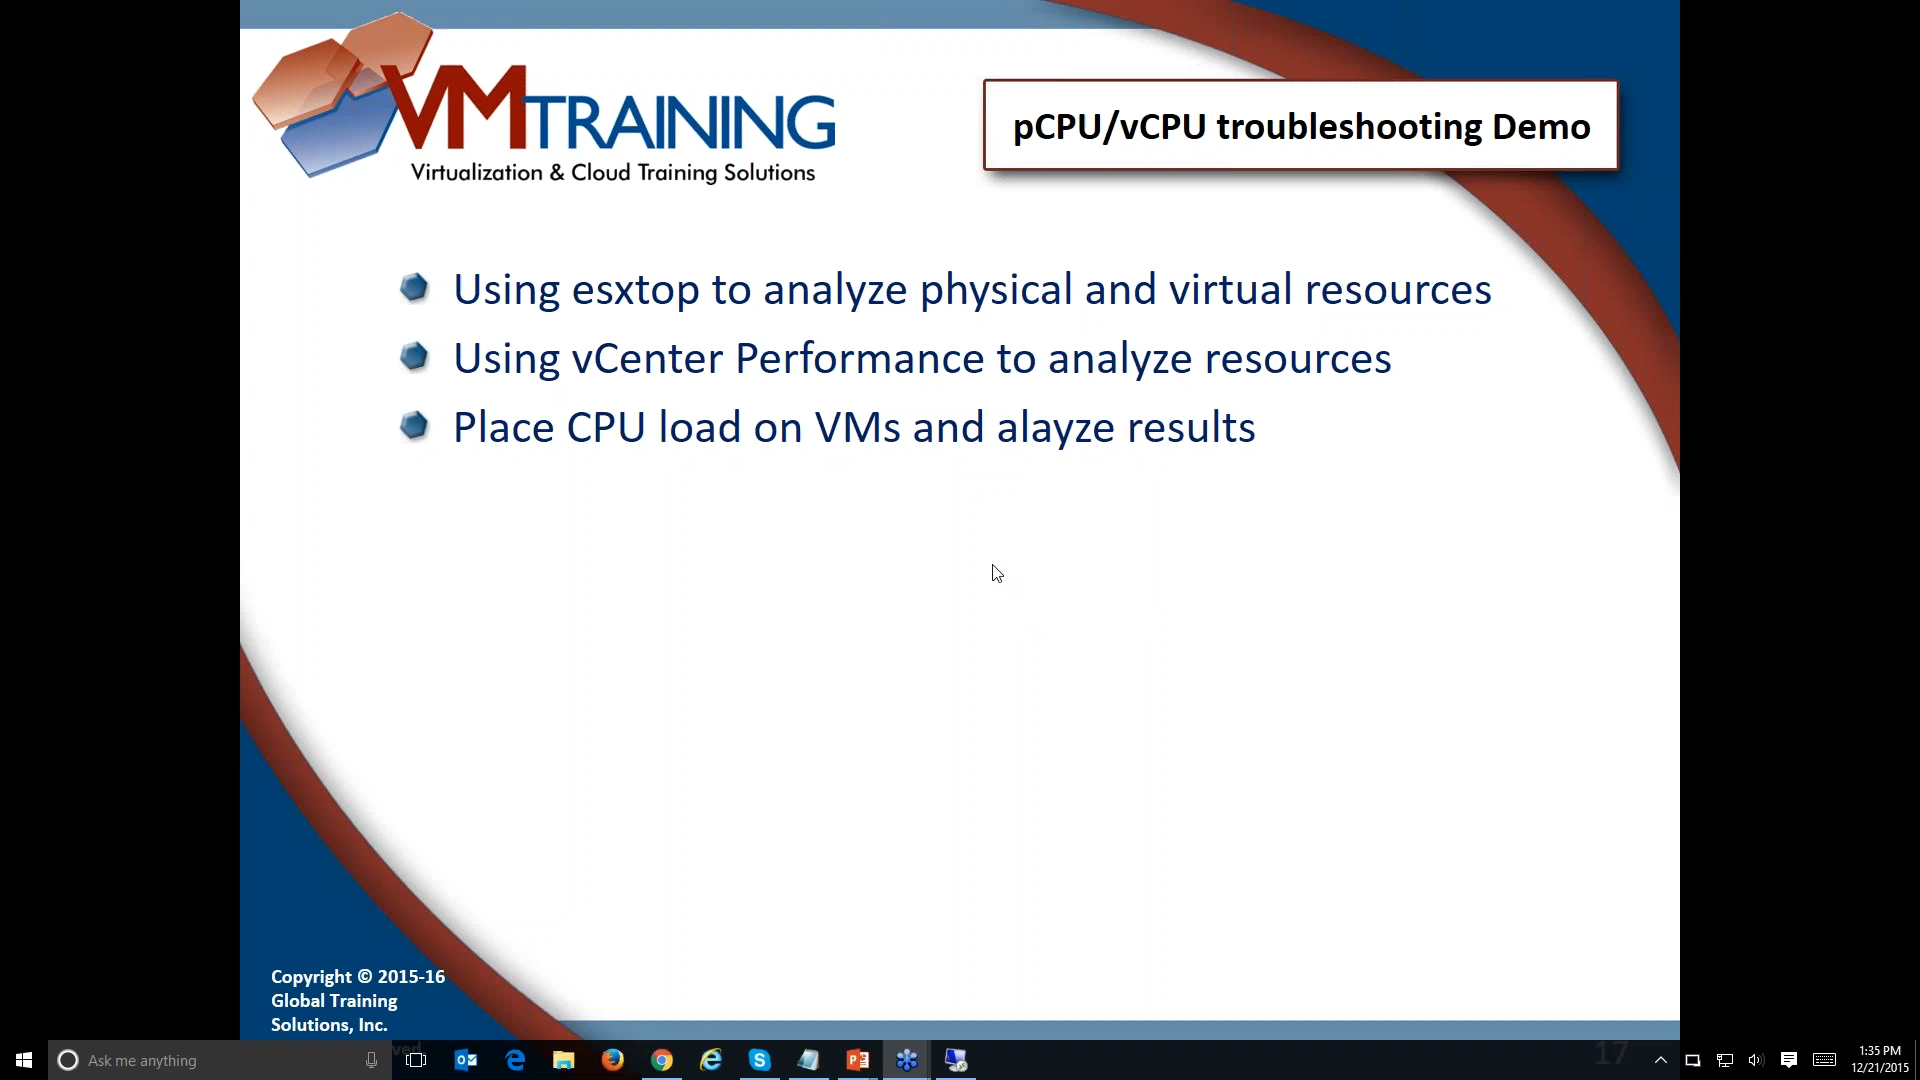 VMTRAINING
Virtualization & Cloud Training Solutions
pCPU/vCPU troubleshooting Demo
Using esxtop to analyze physical and virtual resources
Using vCenter Performance to analyze resources
Place CPU load on VMs and alayze results
Copyright © 2015-16
Global Training
Solutions, Inc.
17
Ask me anything
1:35 PM
12/21/2015